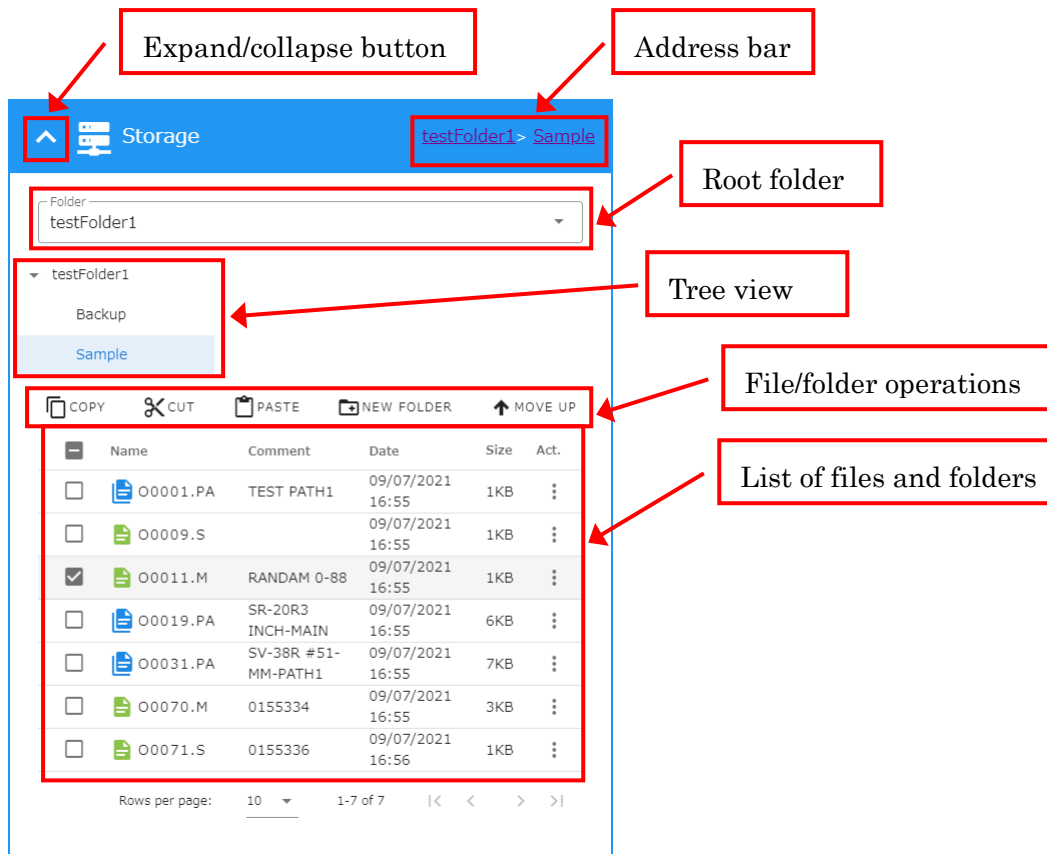 Expand/collapse button
Address bar
Storage
testFolder1> Sample
Root folder
Folder
testFolder1
testFolder1
Tree view
Backup
Sample
File/folder operations
COPY CUT PASTE NEW FOLDER MOVE UP
Name Comment Date Size Act.
List of files and folders
O0001.PA TEST PATH1 09/07/2021 1KB
16:55
O0009.S 09/07/2021 1KB
16:55
O0011.M RANDAM 0-88 09/07/2021 1KB
16:55
O0019.PA SR-20R3 09/07/2021 6KB
INCH-MAIN 16:55
O0031.PA SV-38R #51- 09/07/2021 7KB
MM-PATH1 16:55
O0070.M 0155334 09/07/2021 3KB
16:55
O0071.S 0155336 09/07/2021 1KB
16:56
Rows per page: 10 1-7 of 7